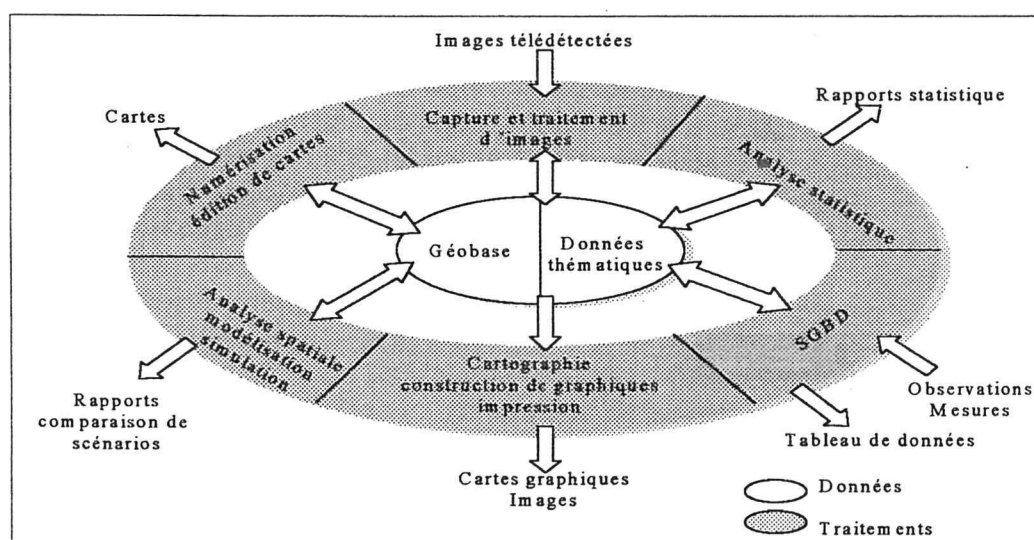 Images télédétectées
Cartes
Rapports statistique
Capture et traitement
d 'images
Numérisation
édition de cartes
Analyse statistique
Géobase
Données
thématiques
Analyse spatiale
modélisation
simulation
SGBD
Cartographie
construction de graphiques
impression
Rapports
comparaison de
scénarios
Observations
Mesures
Tableau de données
Cartes graphiques
Images
Données
Traitements